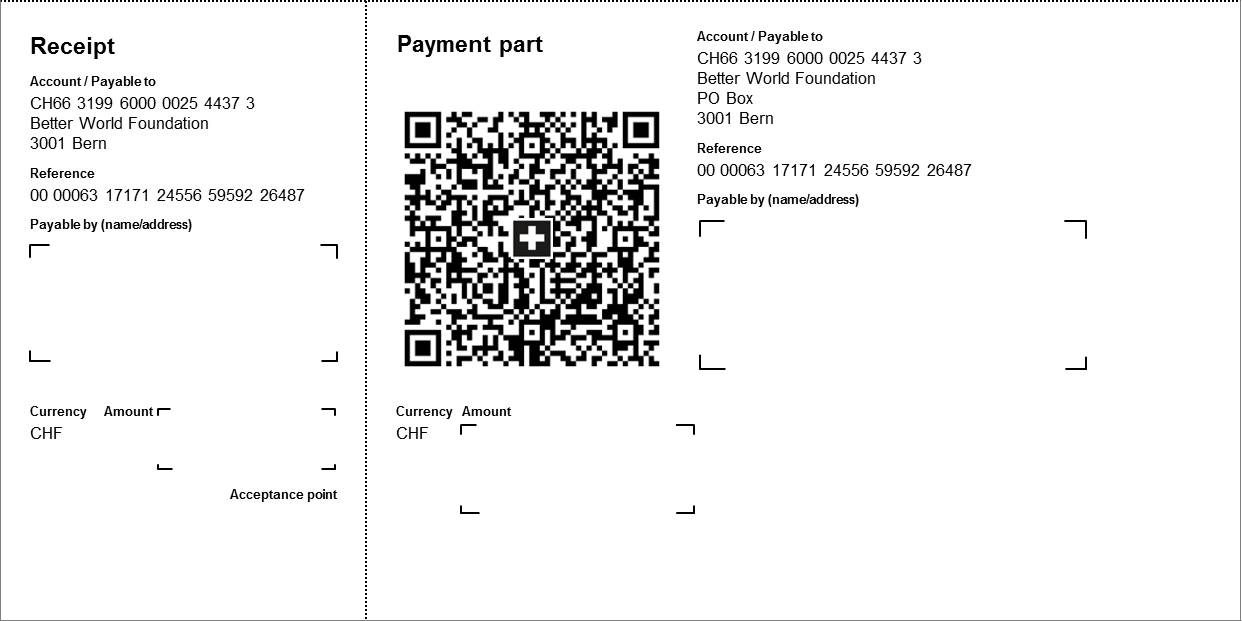 Receipt
Account / Payable to
CH66 3199 6000 0025 4437 3
Better World Foundation
3001 Bern
Reference
00 00063 17171 24556 59592 26487
Payable by (name/address)
Currency Amount
CHF
Acceptance point
Payment part
Currency Amount
CHF
Account / Payable to
CH66 3199 6000 0025 4437 3
Better World Foundation
PO Box
3001 Bern
Reference
00 00063 17171 24556 59592 26487
Payable by (name/address)